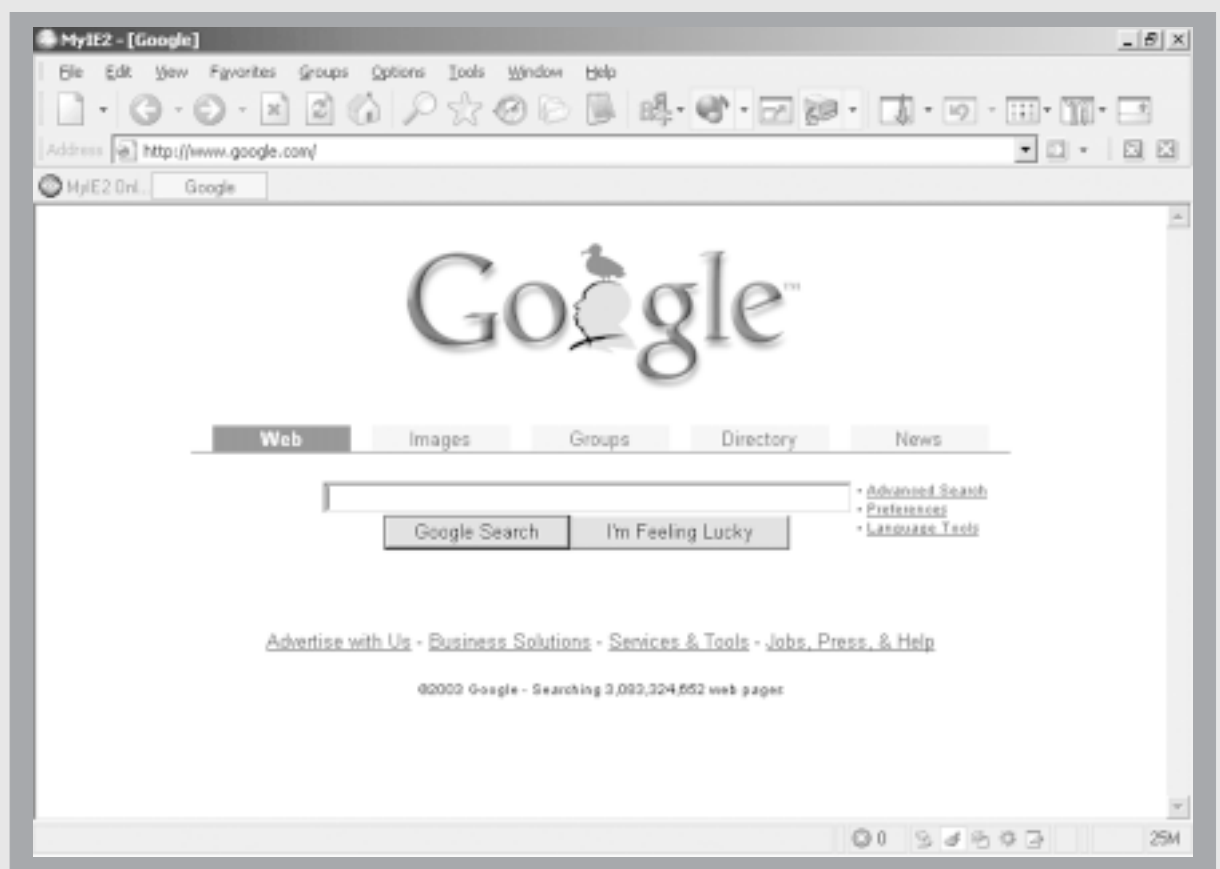 MyIE2 - [Google]
File Edit View Favorites Groups Options Tools Window Help
Address http://www.google.com/
MyIE2 Onl... Google
Google™
Web Images Groups Directory News
• Advanced Search
• Preferences
• Language Tools
Google Search I'm Feeling Lucky
Advertise with Us - Business Solutions - Services & Tools - Jobs, Press, & Help
©2003 Google - Searching 3,083,324,652 web pages
0 25M